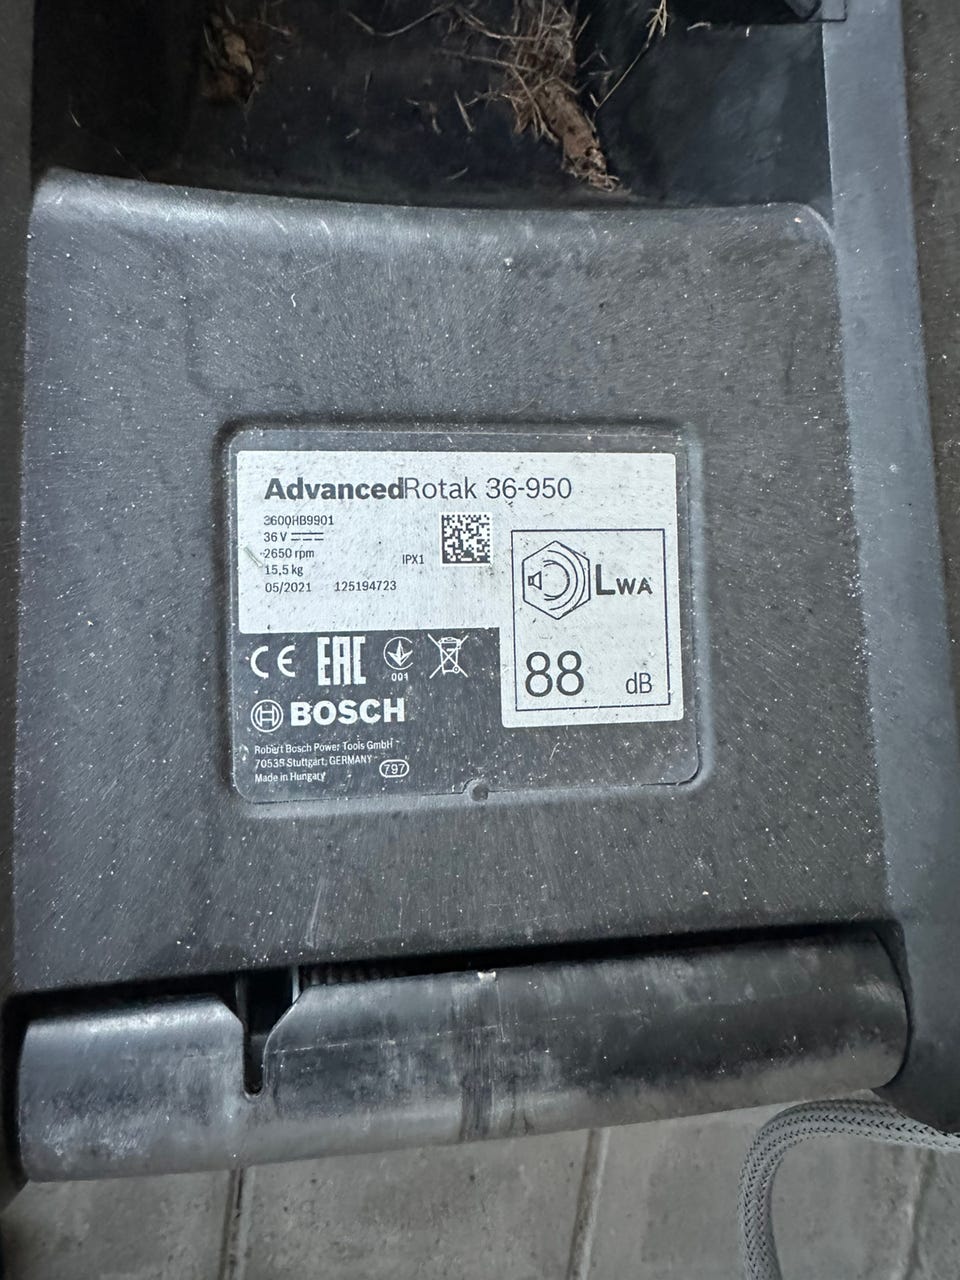 AdvancedRotak 36-950
3600HB9901
36 V
2650 rpm
15,5 kg
IPX1
05/2021 125194723
LWA
88 dB
CE EAC
001
BOSCH
Robert Bosch Power Tools GmbH
70538 Stuttgart, GERMANY
Made in Hungary
797